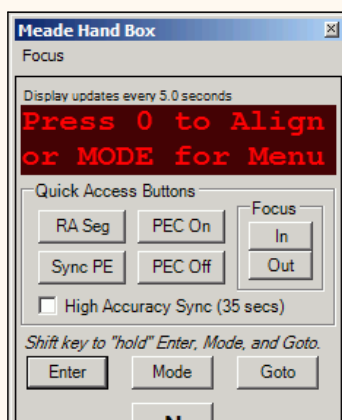 Meade Hand Box
Focus
Display updates every 5.0 seconds
Press 0 to Align
or MODE for Menu
Quick Access Buttons
RA Seg
PEC On
Sync PE
PEC Off
Focus
In
Out
High Accuracy Sync (35 secs)
Shift key to "hold" Enter, Mode, and Goto.
Enter
Mode
Goto